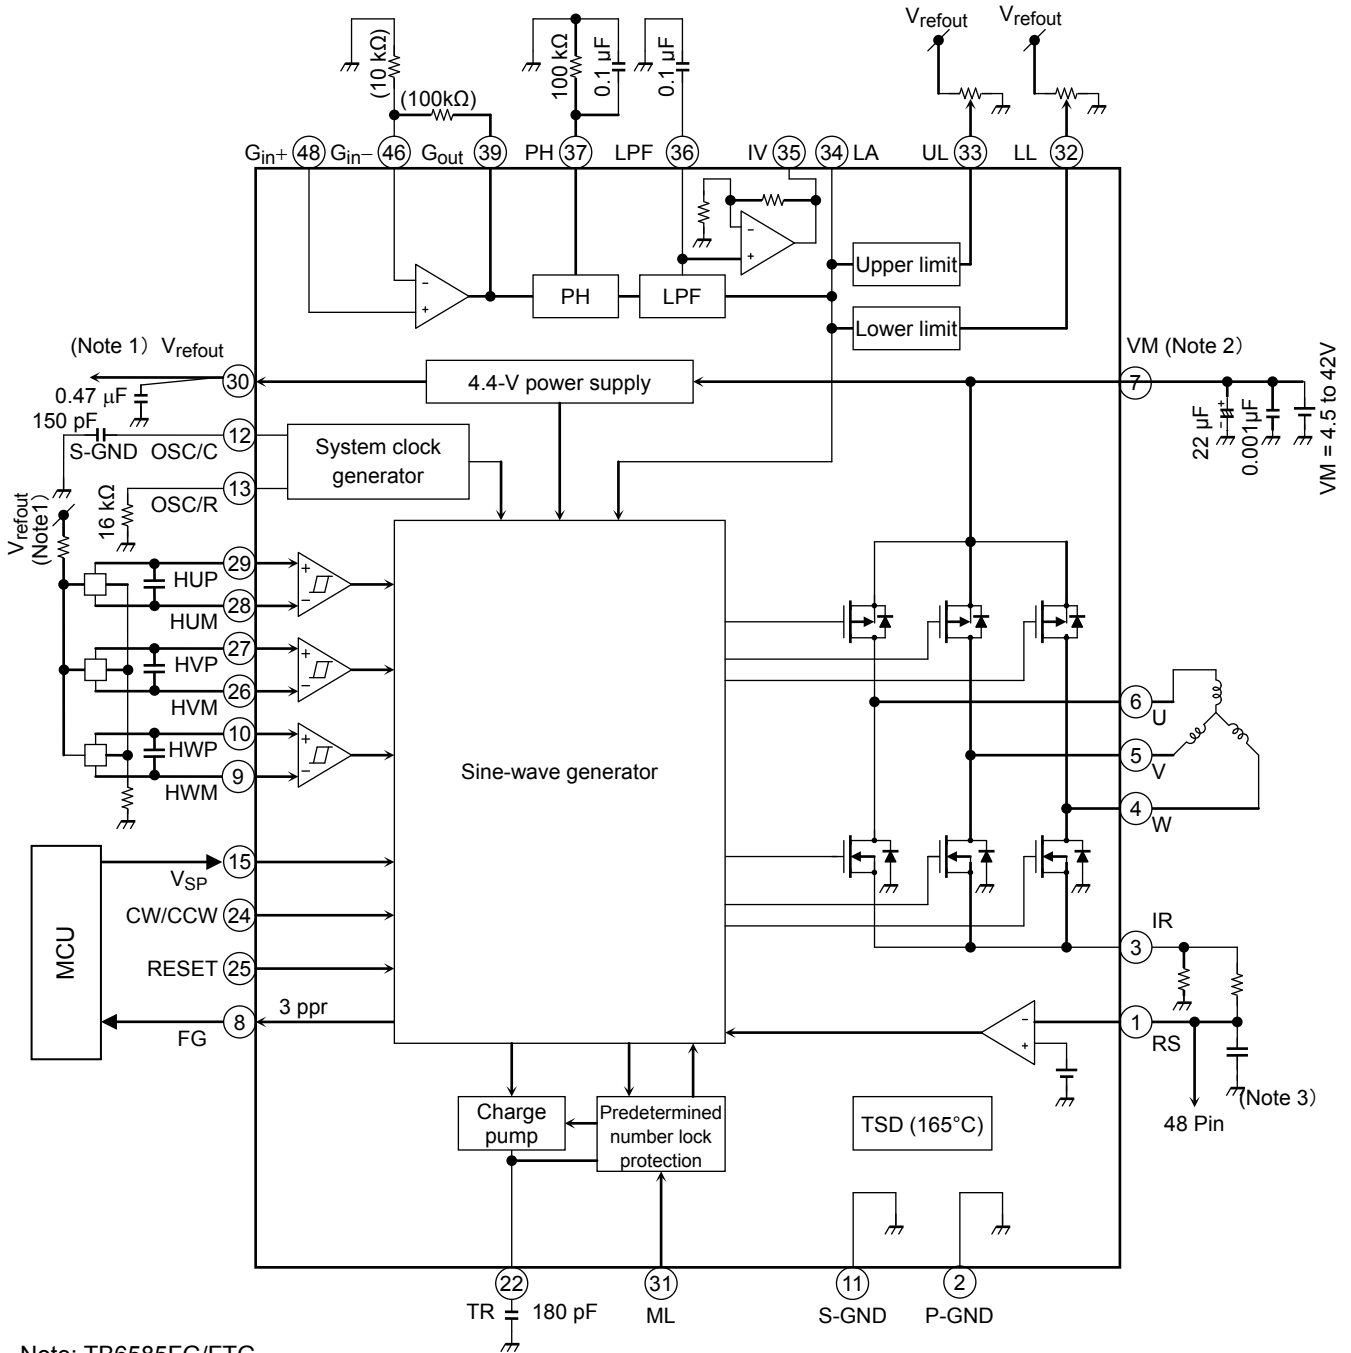 Vrefout
Vrefout
(10 kΩ)
(100kΩ)
100 kΩ
0.1 μF
0.1 μF
Gin+
48
Gin−
46
Gout
39
PH
37
LPF
36
IV
35
34
LA
UL
33
LL
32
-
+
-
+
PH
LPF
Upper limit
Lower limit
(Note 1) Vrefout
30
0.47 μF
4.4-V power supply
VM (Note 2)
7
22 μF
+
-
0.001μF
VM = 4.5 to 42V
150 pF
S-GND
OSC/C
12
System clock
generator
13
OSC/R
16 kΩ
Vrefout
(Note1)
29
HUP
28
HUM
+
−
27
HVP
26
HVM
+
−
10
HWP
9
HWM
+
−
Sine-wave generator
6
U
5
V
4
W
MCU
15
VSP
CW/CCW
24
RESET
25
8
FG
3 ppr
IR
3
1
RS
-
+
(Note 3)
48 Pin
Charge
pump
Predetermined
number lock
protection
TSD (165°C)
22
TR
180 pF
31
ML
11
S-GND
2
P-GND